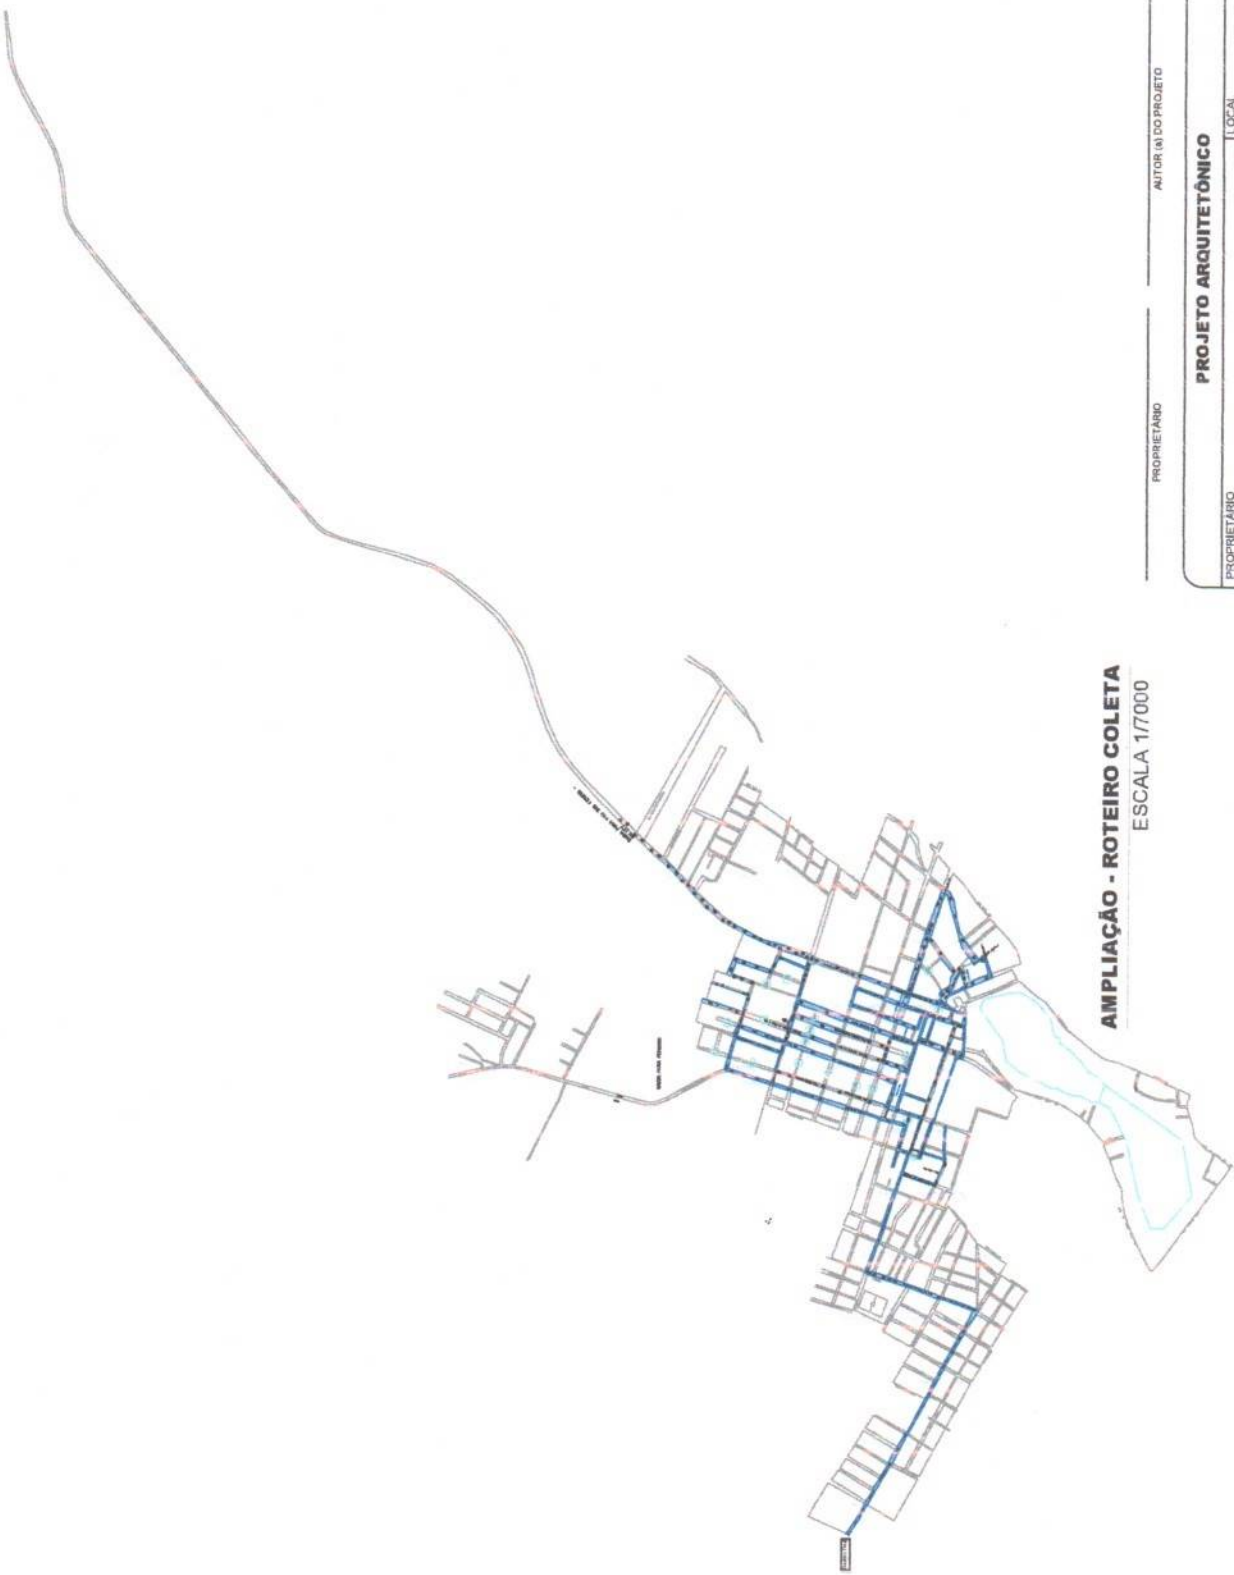 AMPLIAÇÃO - ROTEIRO COLETA
ESCALA 1/7000
PROPRIETÁRIO
AUTOR (a) DO PROJETO
PROJETO ARQUITETÔNICO
PROPRIETÁRIO
LOCAL